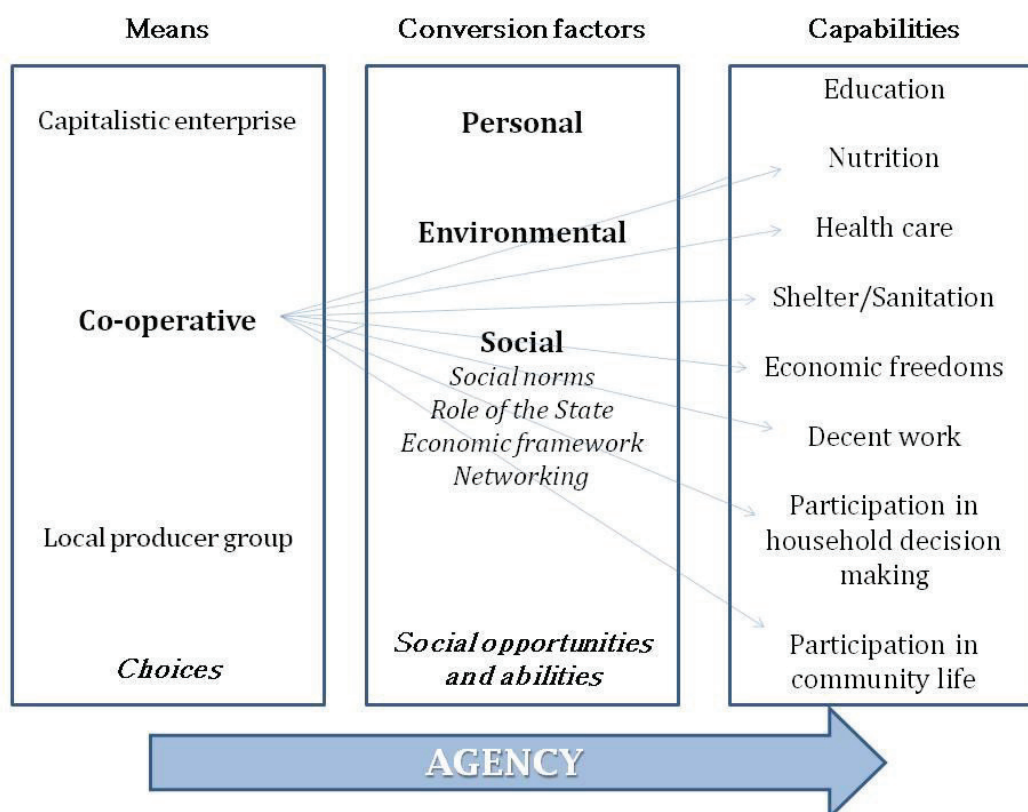 Means
Conversion factors
Capabilities
Capitalistic enterprise
Co-operative
Local producer group
Choices
Personal
Environmental
Social
Social norms
Role of the State
Economic framework
Networking
Social opportunities
and abilities
Education
Nutrition
Health care
Shelter/Sanitation
Economic freedoms
Decent work
Participation in
household decision
making
Participation in
community life
AGENCY